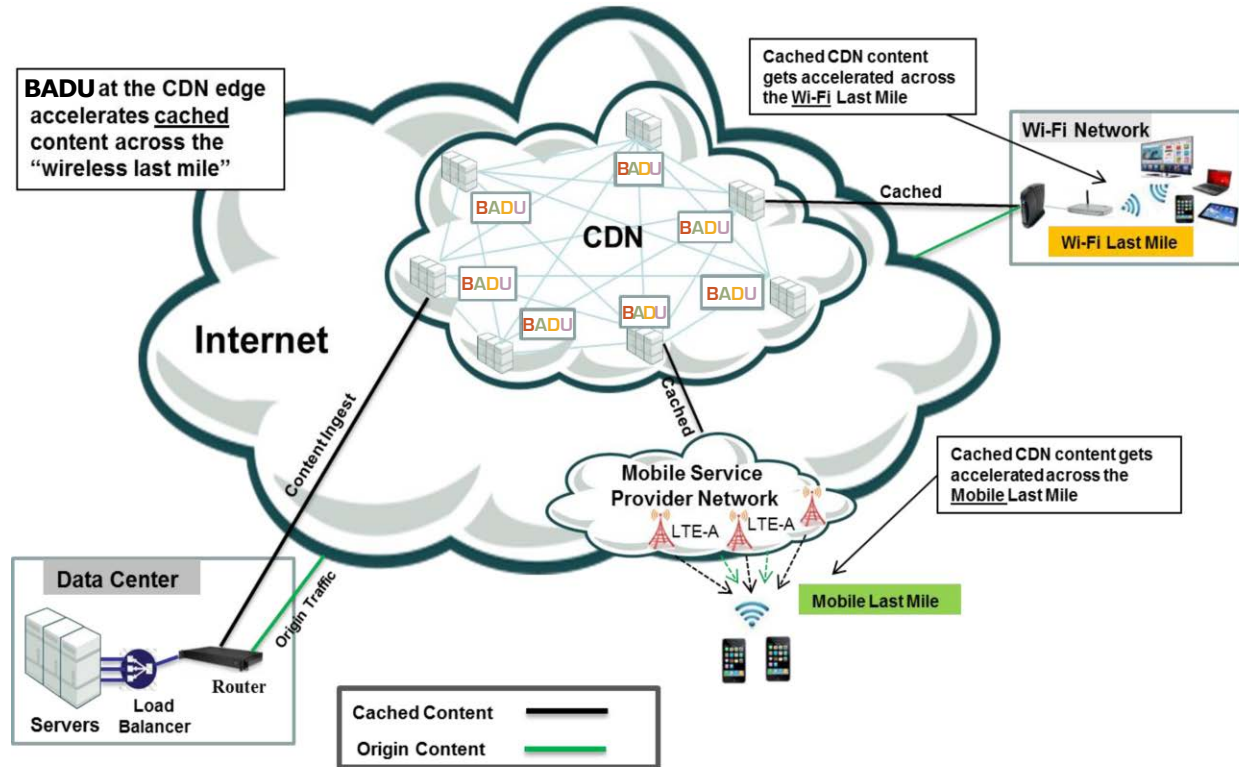 BADU at the CDN edge
accelerates cached
content across the
“wireless last mile”
Cached CDN content
gets accelerated across
the Wi-Fi Last Mile
Wi-Fi Network
Cached
Wi-Fi Last Mile
BADU
BADU
BADU
CDN
BADU
BADU
BADU
BADU
Internet
Cached
Content Ingest
Mobile Service
Provider Network
LTE-A
LTE-A
Cached CDN content gets
accelerated across the
Mobile Last Mile
Mobile Last Mile
Data Center
Origin Traffic
Router
Load
Balancer
Servers
Cached Content
Origin Content